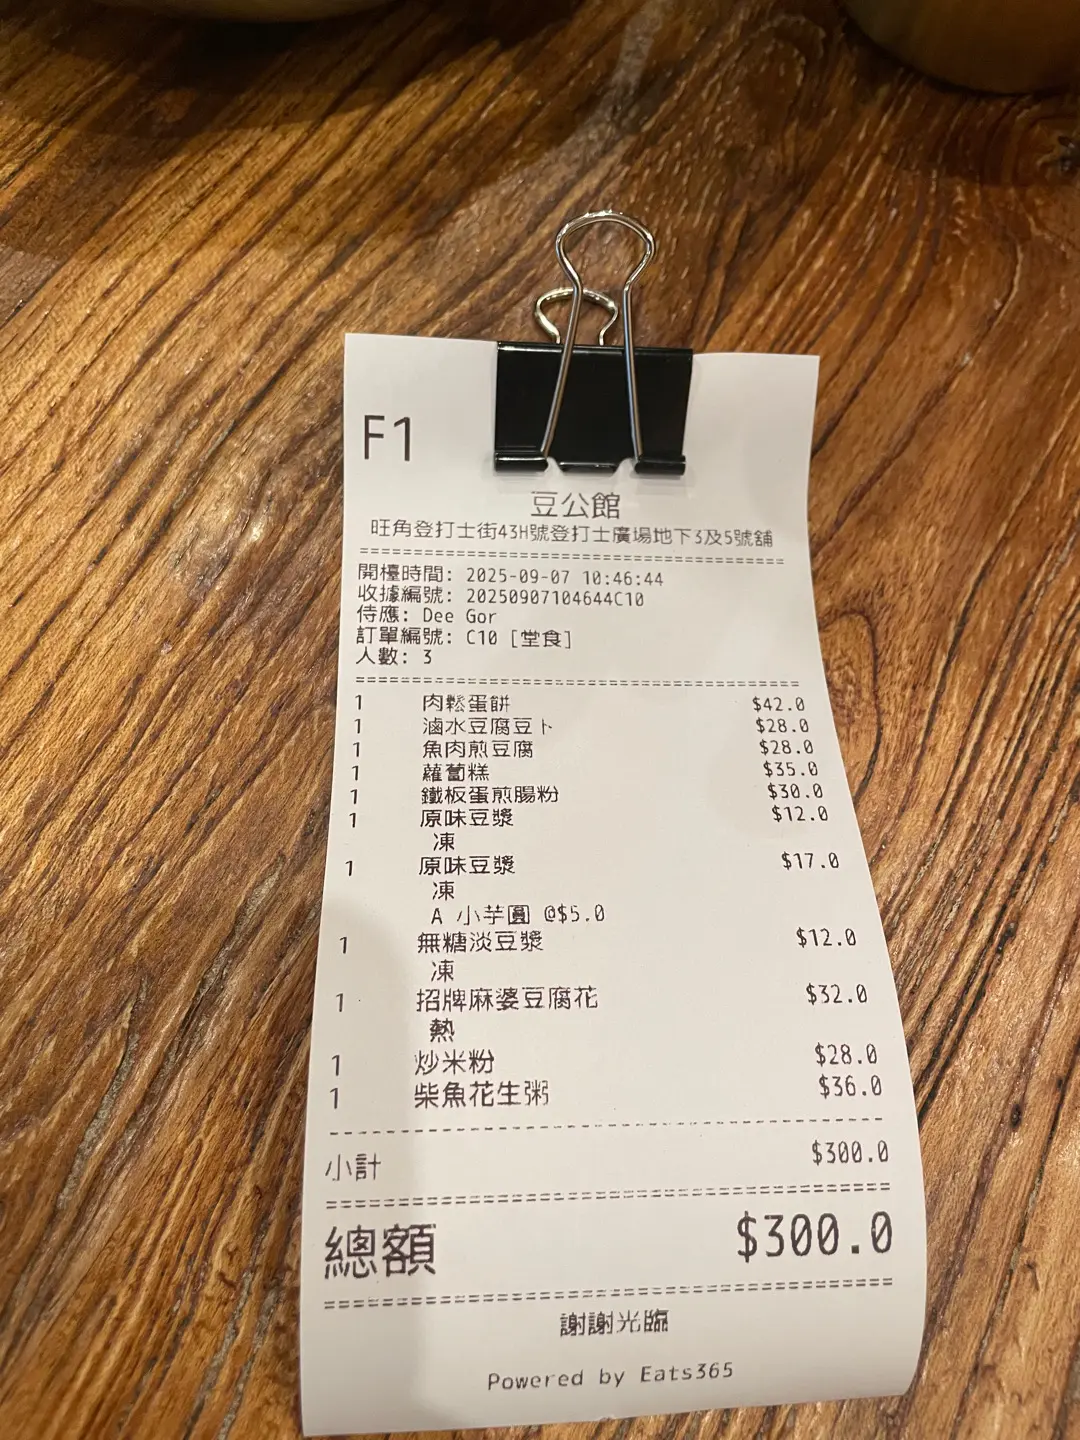 F1
豆公館
旺角登打士街43H號登打士廣場地下3及5號舖
開檯時間: 2025-09-07 10:46:44
收據編號: 20250907104644C10
侍應: Dee Gor
訂單編號: C10 [堂食]
人數: 3
1 肉鬆蛋餅 $42.0
1 滷水豆腐豆卜 $28.0
1 魚肉煎豆腐 $28.0
1 蘿蔔糕 $35.0
1 鐵板蛋煎腸粉 $30.0
1 原味豆漿 $12.0
凍
1 原味豆漿 $17.0
凍
A 小芋圓 @$5.0
1 無糖淡豆漿 $12.0
凍
1 招牌麻婆豆腐花 $32.0
熱
1 炒米粉 $28.0
1 柴魚花生粥 $36.0
小計 $300.0
總額 $300.0
謝謝光臨
Powered by Eats365